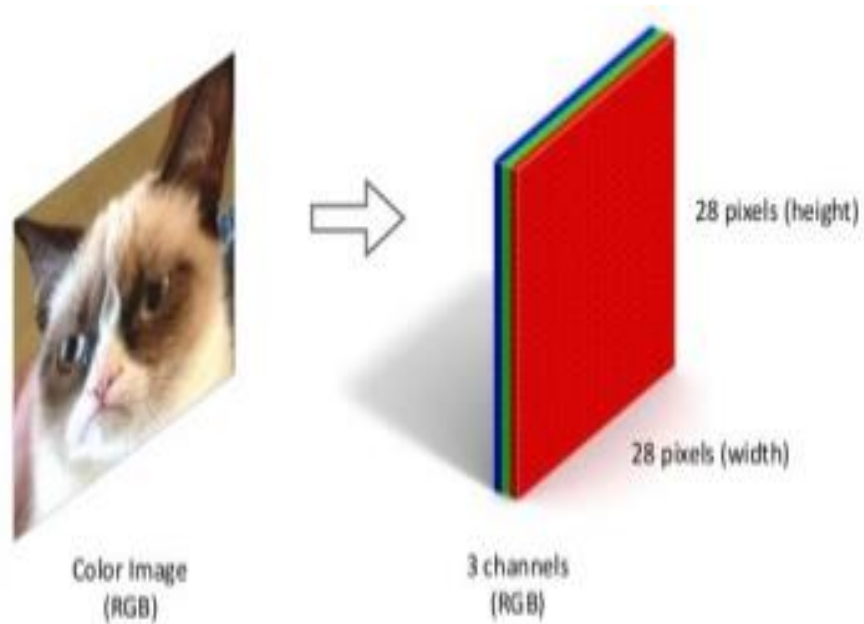 28 pixels (height)
28 pixels (width)
Color Image
(RGB)
3 channels
(RGB)